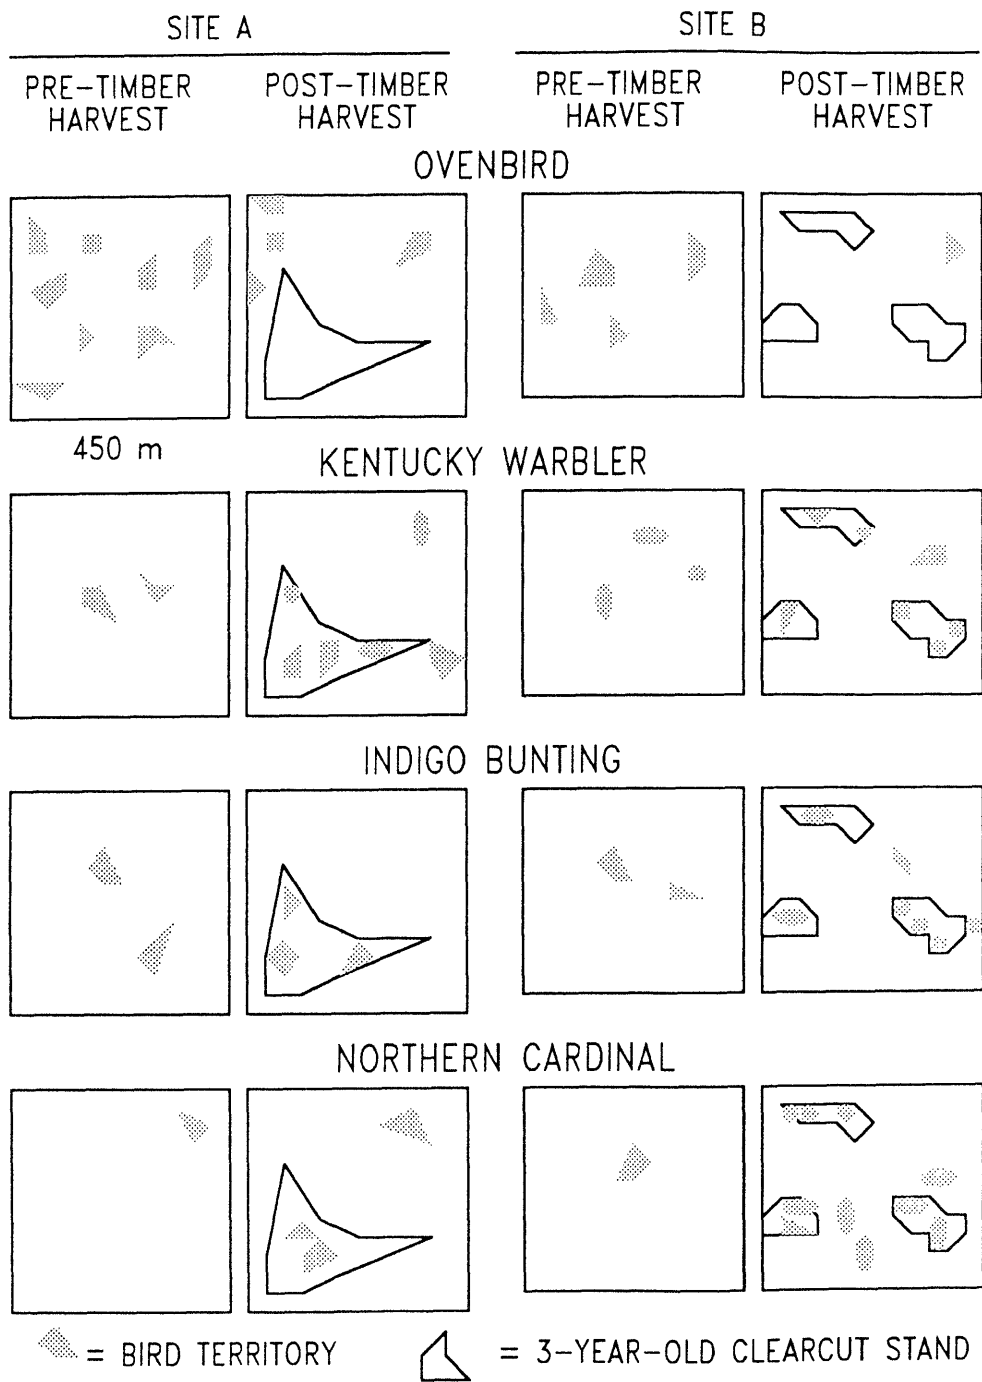 SITE A
SITE B
PRE-TIMBER
HARVEST
POST-TIMBER
HARVEST
PRE-TIMBER
HARVEST
POST-TIMBER
HARVEST
OVENBIRD
450 m
KENTUCKY WARBLER
INDIGO BUNTING
NORTHERN CARDINAL
= BIRD TERRITORY
= 3-YEAR-OLD CLEARCUT STAND